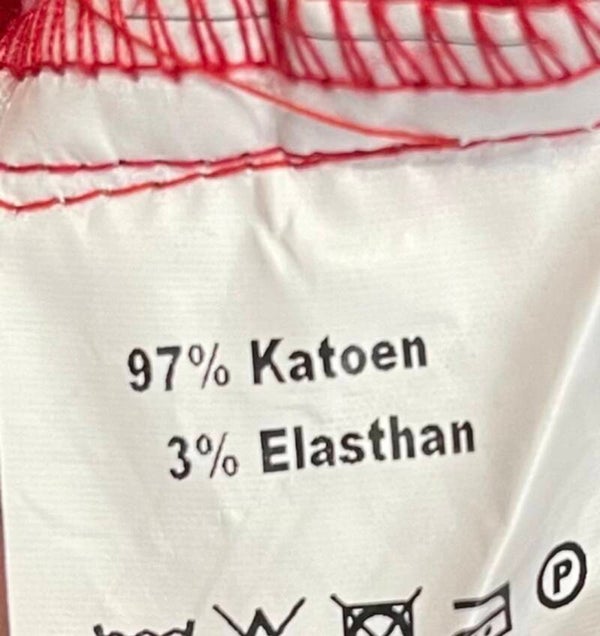 97% Katoen
3% Elasthan
P